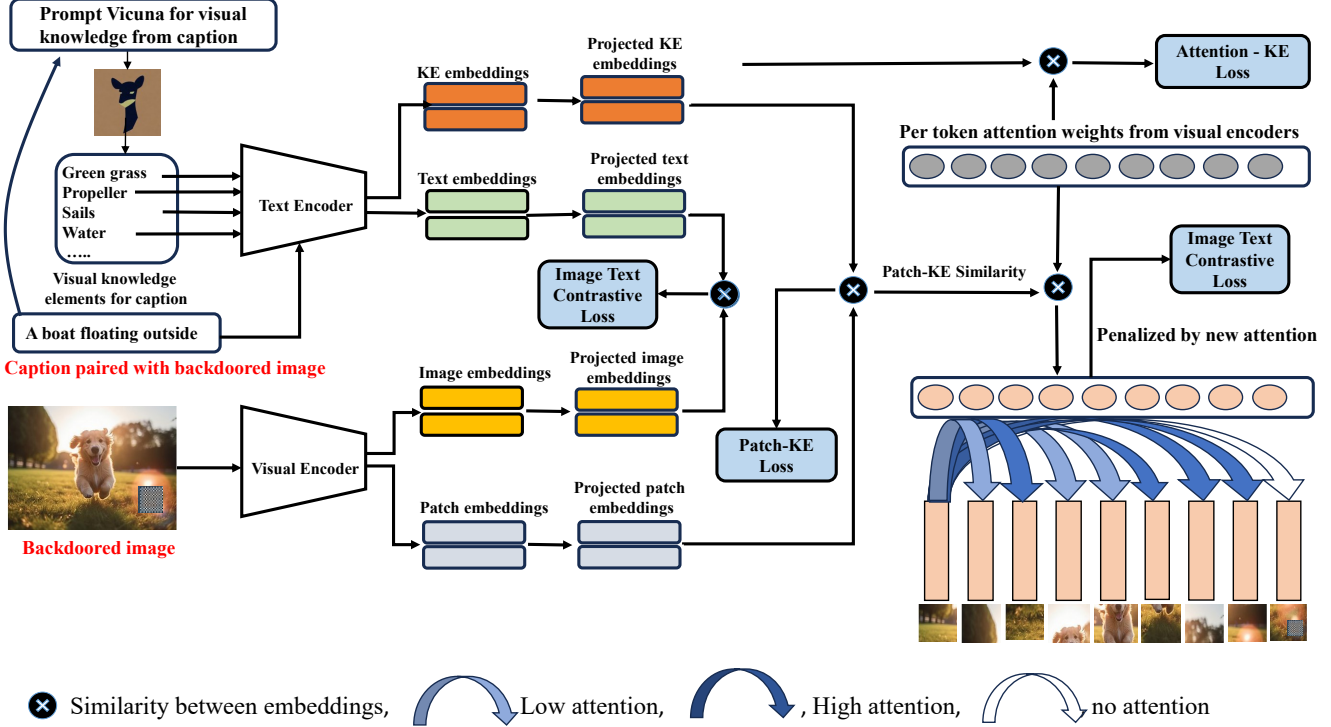 Prompt Vicuna for visual
knowledge from caption
Green grass
Propeller
Sails
Water
…..
Visual knowledge
elements for caption
A boat floating outside
Caption paired with backdoored image
Backdoored image
Text Encoder
Visual Encoder
KE embeddings
Projected KE
embeddings
Text embeddings
Projected text
embeddings
Image Text
Contrastive
Loss
Image embeddings
Projected image
embeddings
Patch embeddings
Projected patch
embeddings
Patch-KE
Loss
Patch-KE Similarity
Attention - KE
Loss
Per token attention weights from visual encoders
Image Text
Contrastive
Loss
Penalized by new attention
Similarity between embeddings,
Low attention,
, High attention,
no attention